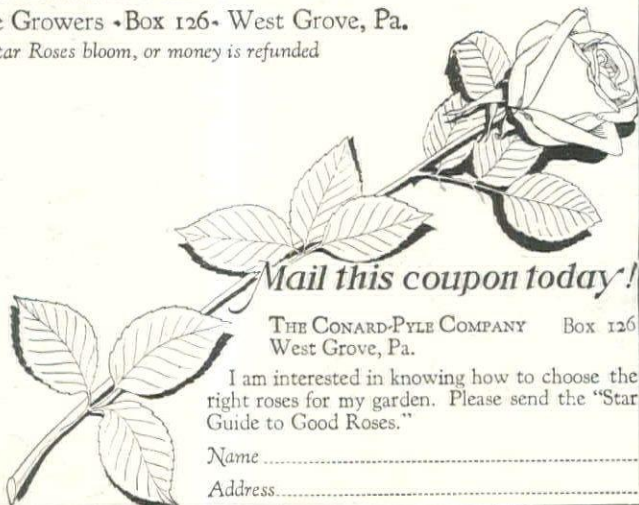 Growers • Box 126 • West Grove, Pa.
Star Roses bloom, or money is refunded
Mail this coupon today!
THE CONARD-PYLE COMPANY Box 126
West Grove, Pa.
I am interested in knowing how to choose the
right roses for my garden. Please send the "Star
Guide to Good Roses."
Name
Address